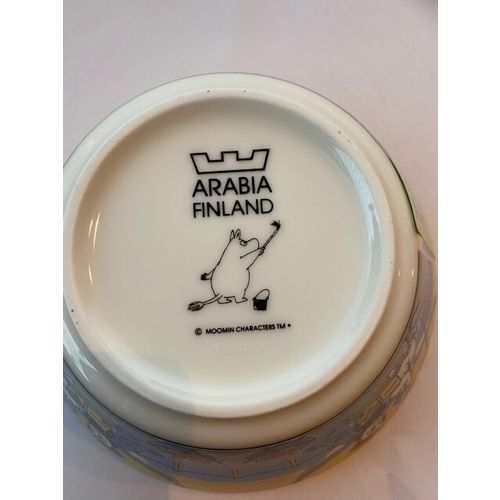 ARABIA
FINLAND
© MOOMIN CHARACTERS TM •